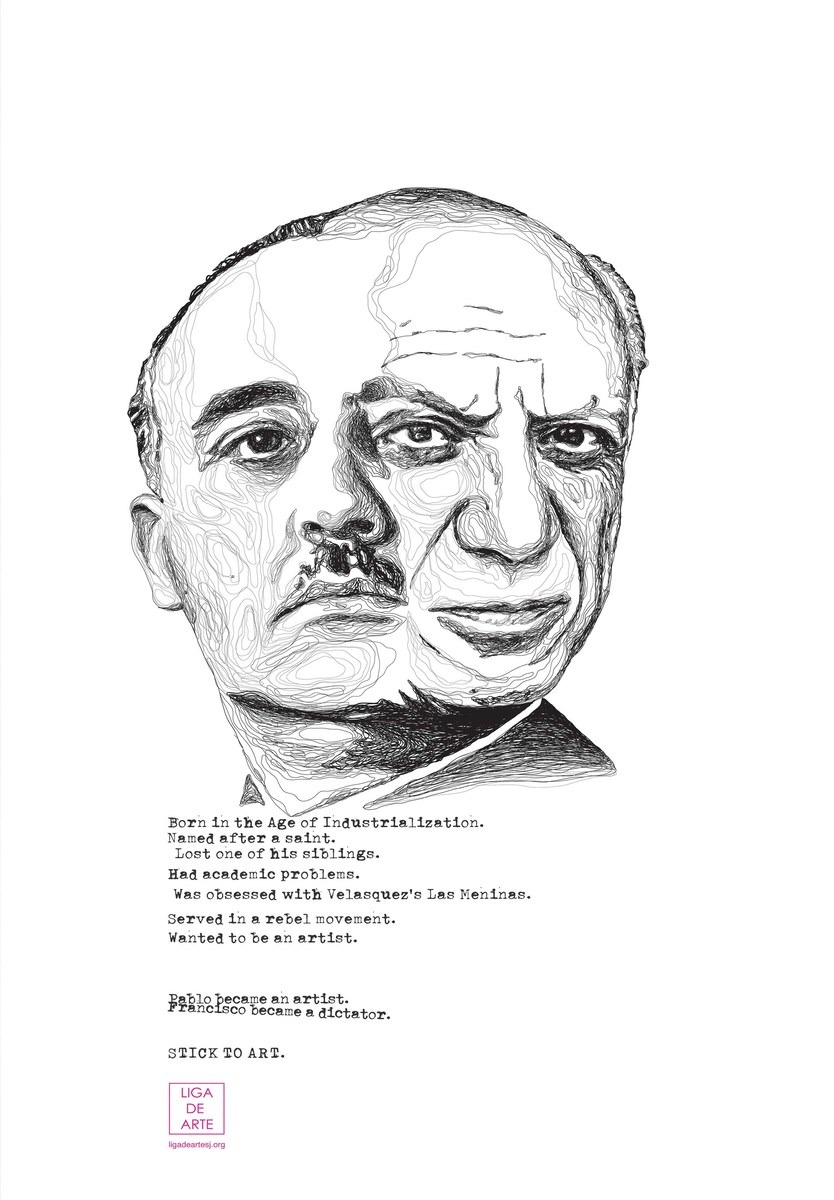 Born in the Age of Industrialization.
Named after a saint.
Lost one of his siblings.
Had academic problems.
Was obsessed with Velasquez's Las Meninas.
Served in a rebel movement.
Wanted to be an artist.
Pablo became an artist.
Francisco became a dictator.
STICK TO ART.
LIGA
DE
ARTE
ligadeartesj.org